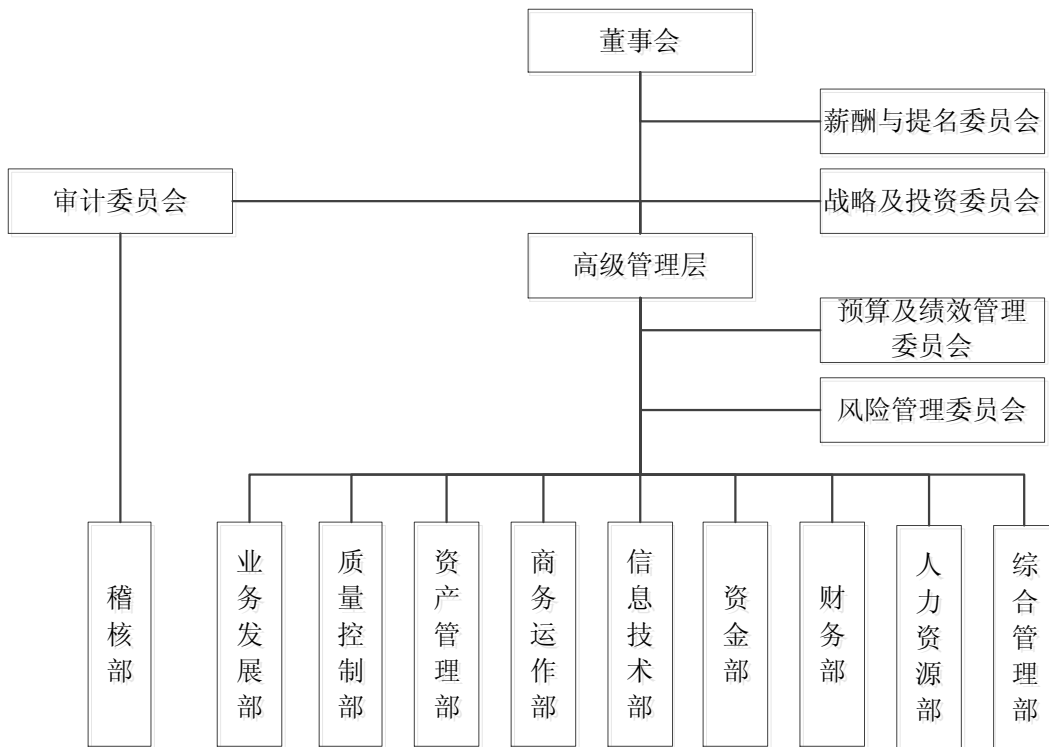 董事会
薪酬与提名委员会
审计委员会
战略及投资委员会
高级管理层
预算及绩效管理
委员会
风险管理委员会
稽核部
业务发展部
质量控制部
资产管理部
商务运作部
信息技术部
资金部
财务部
人力资源部
综合管理部